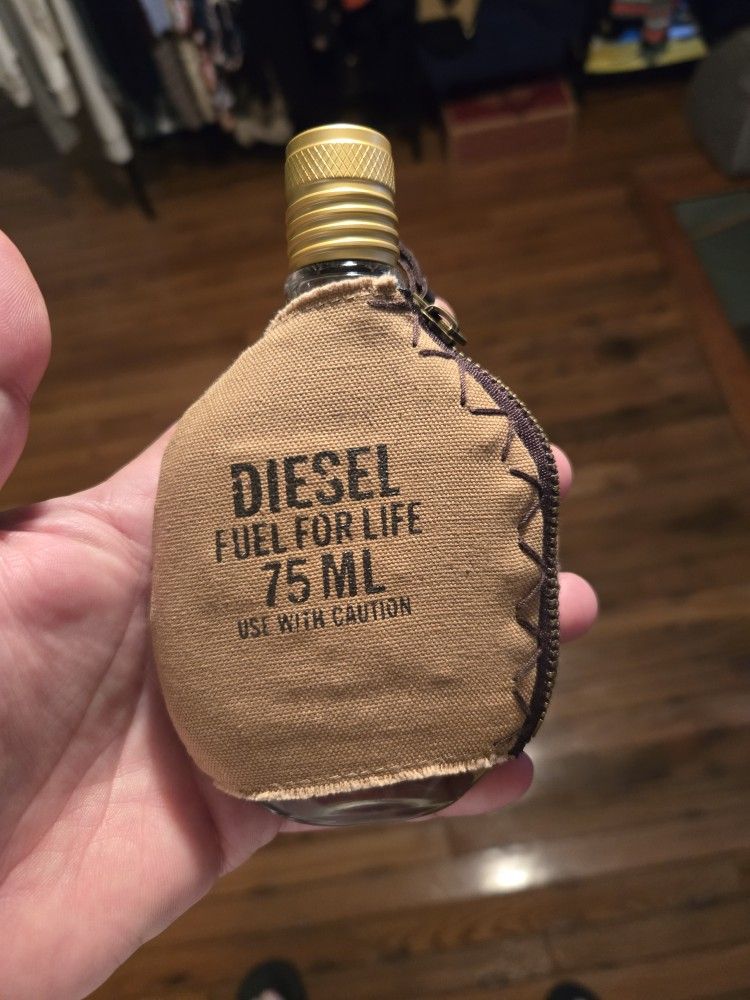 DIESEL
FUEL FOR LIFE
75 ML
USE WITH CAUTION